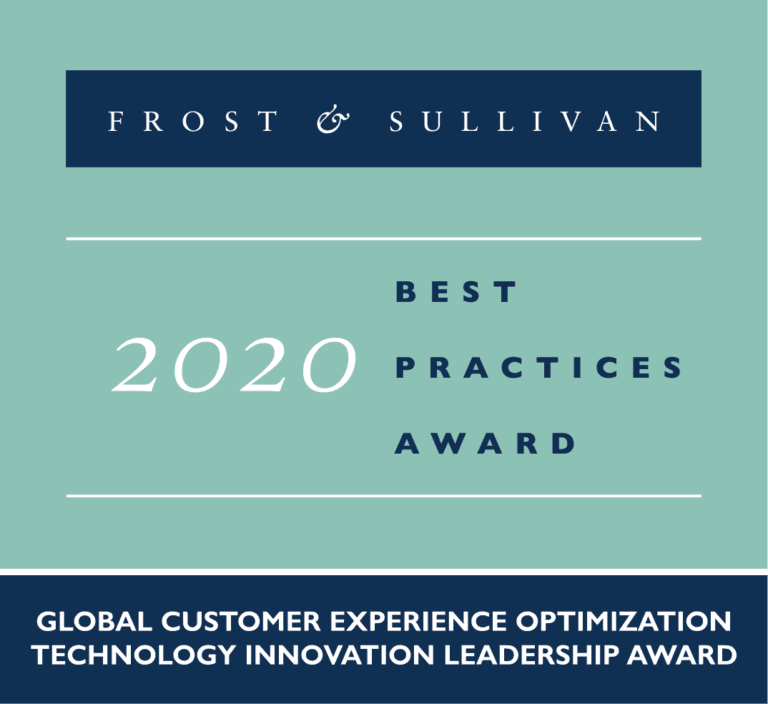 FROST & SULLIVAN
BEST
2020 PRACTICES
AWARD
GLOBAL CUSTOMER EXPERIENCE OPTIMIZATION
TECHNOLOGY INNOVATION LEADERSHIP AWARD